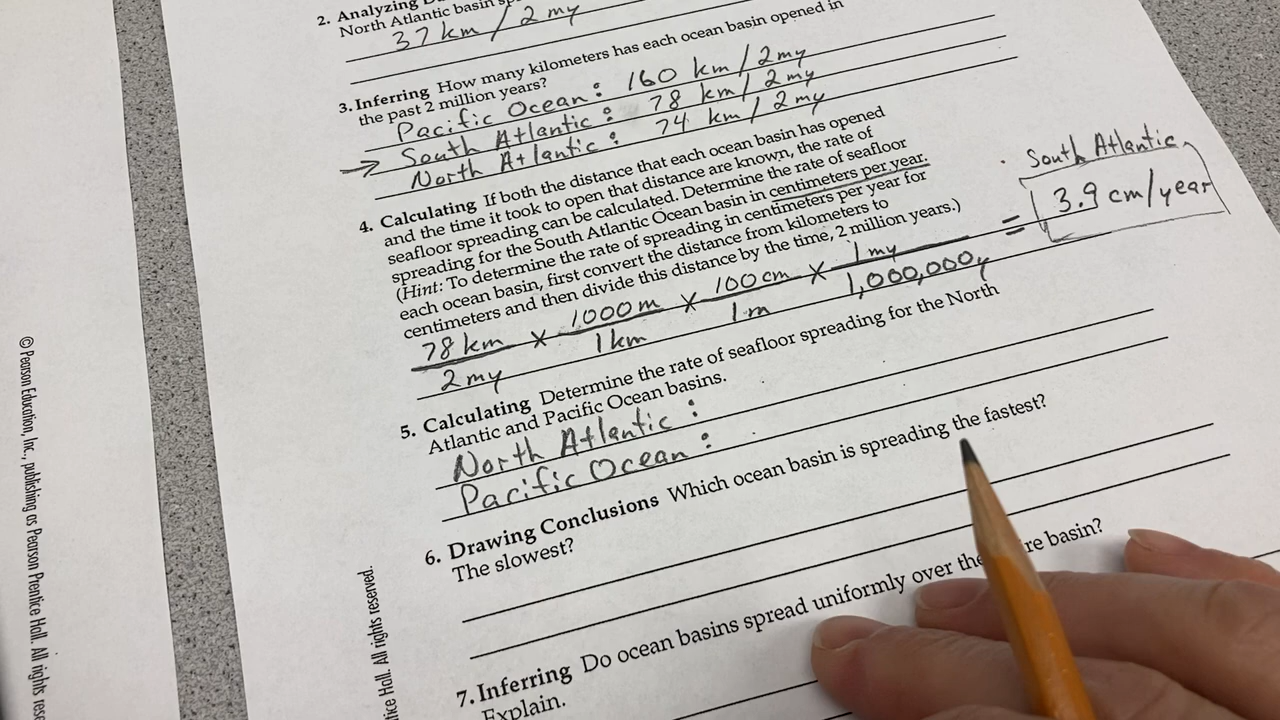 2. Analyzing
North Atlantic basin
37 km / 2 my
3. Inferring How many kilometers has each ocean basin opened in
the past 2 million years?
Pacific Ocean: 160 km / 2my
South Atlantic: 78 km / 2 my
→ North Atlantic: 74 km / 2my
4. Calculating If both the distance that each ocean basin has opened
and the time it took to open that distance are known, the rate of
seafloor spreading can be calculated. Determine the rate of seafloor
spreading for the South Atlantic Ocean basin in centimeters per year.
(Hint: To determine the rate of spreading in centimeters per year for
each ocean basin, first convert the distance from kilometers to
centimeters and then divide this distance by the time, 2 million years.)
78 km × 1000 m × 100 cm × 1 my
2 my 1 km 1 m 1,000,000y
= South Atlantic
3.9 cm/year
5. Calculating Determine the rate of seafloor spreading for the North
Atlantic and Pacific Ocean basins.
North Atlantic:
Pacific Ocean:
6. Drawing Conclusions Which ocean basin is spreading the fastest?
The slowest?
7. Inferring Do ocean basins spread uniformly over the basin?
Explain.
© Pearson Education, Inc., publishing as Pearson Prentice Hall. All rights
Hall. All rights reserved.